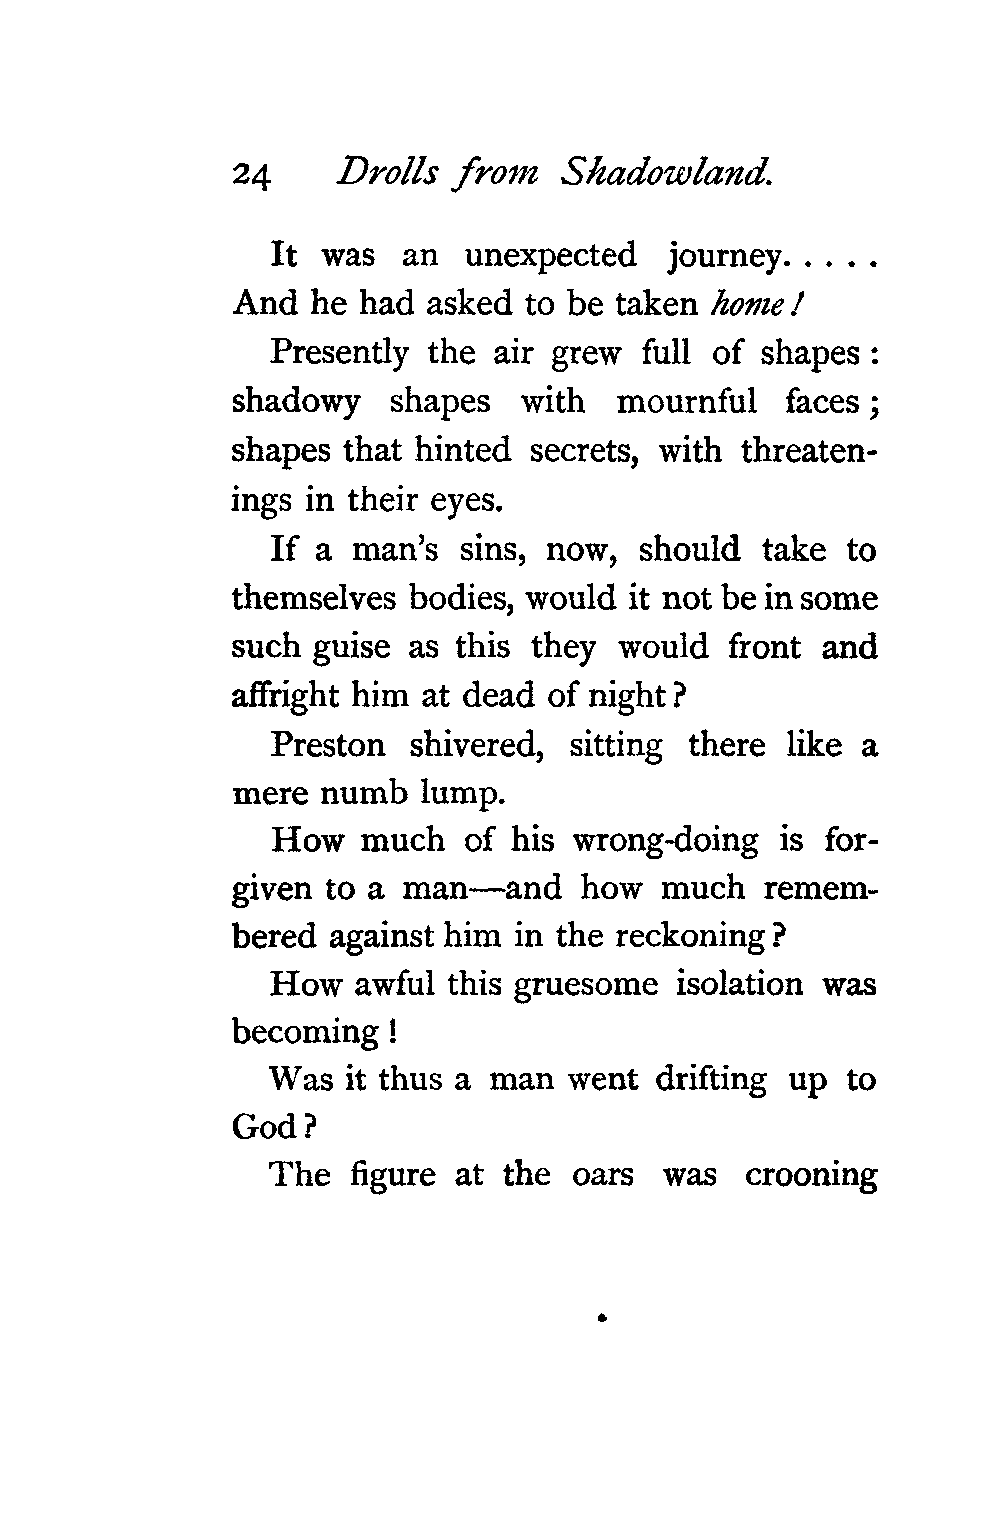 24 Drolls from Shadowland.
It was an unexpected journey. . . . .
And he had asked to be taken home!
Presently the air grew full of shapes :
shadowy shapes with mournful faces ;
shapes that hinted secrets, with threaten-
ings in their eyes.
If a man's sins, now, should take to
themselves bodies, would it not be in some
such guise as this they would front and
affright him at dead of night ?
Preston shivered, sitting there like a
mere numb lump.
How much of his wrong-doing is for-
given to a man—and how much remem-
bered against him in the reckoning ?
How awful this gruesome isolation was
becoming !
Was it thus a man went drifting up to
God ?
The figure at the oars was crooning